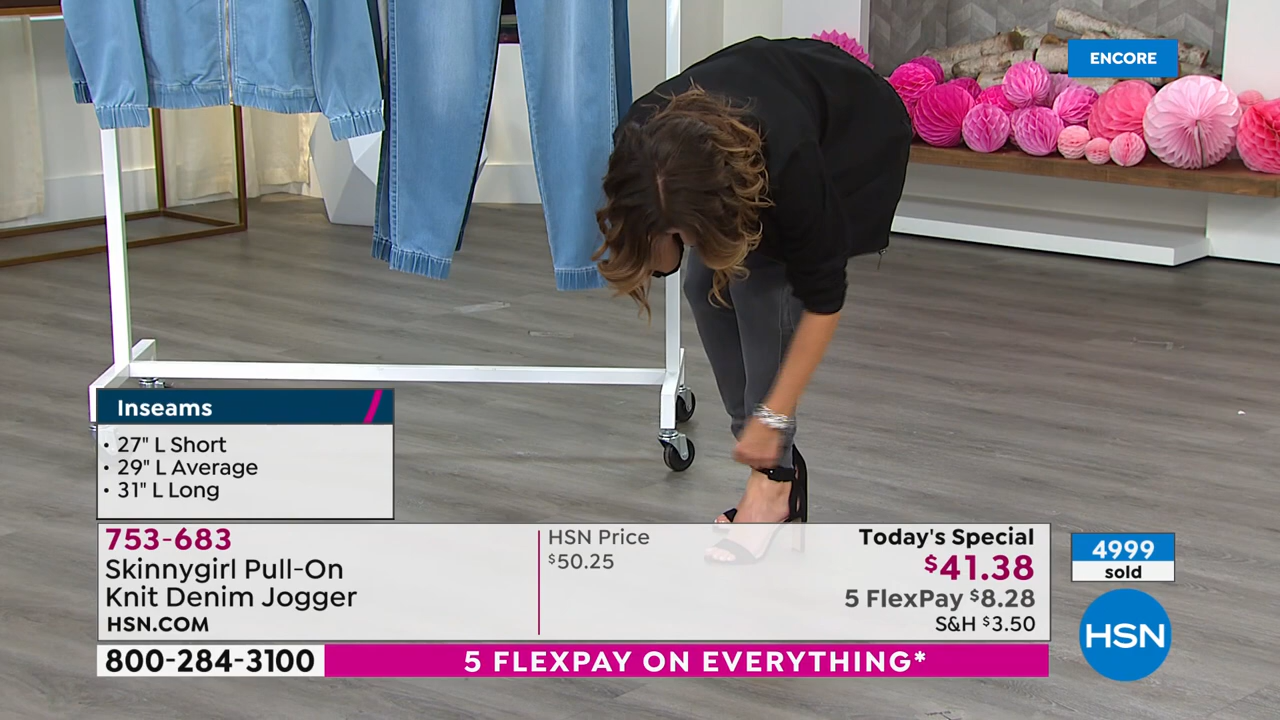 ENCORE
Inseams
• 27" L Short
• 29" L Average
• 31" L Long
753-683
Skinnygirl Pull-On
Knit Denim Jogger
HSN.COM
HSN Price
$50.25
Today's Special
$41.38
5 FlexPay $8.28
S&H $3.50
4999
sold
HSN
800-284-3100
5 FLEXPAY ON EVERYTHING*